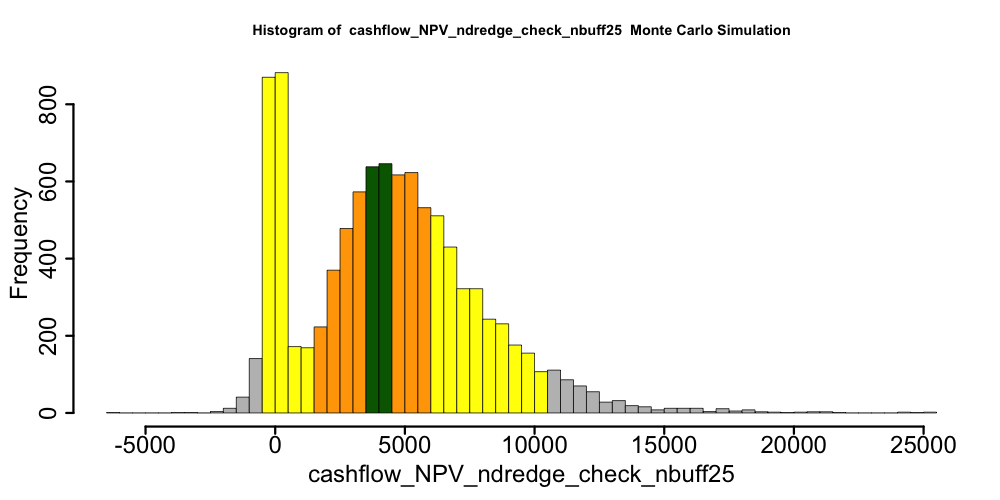 Histogram of  cashflow_NPV_ndredge_check_nbuff25  Monte Carlo Simulation
Frequency
800
600
400
200
0
-5000 0 5000 10000 15000 20000 25000
cashflow_NPV_ndredge_check_nbuff25